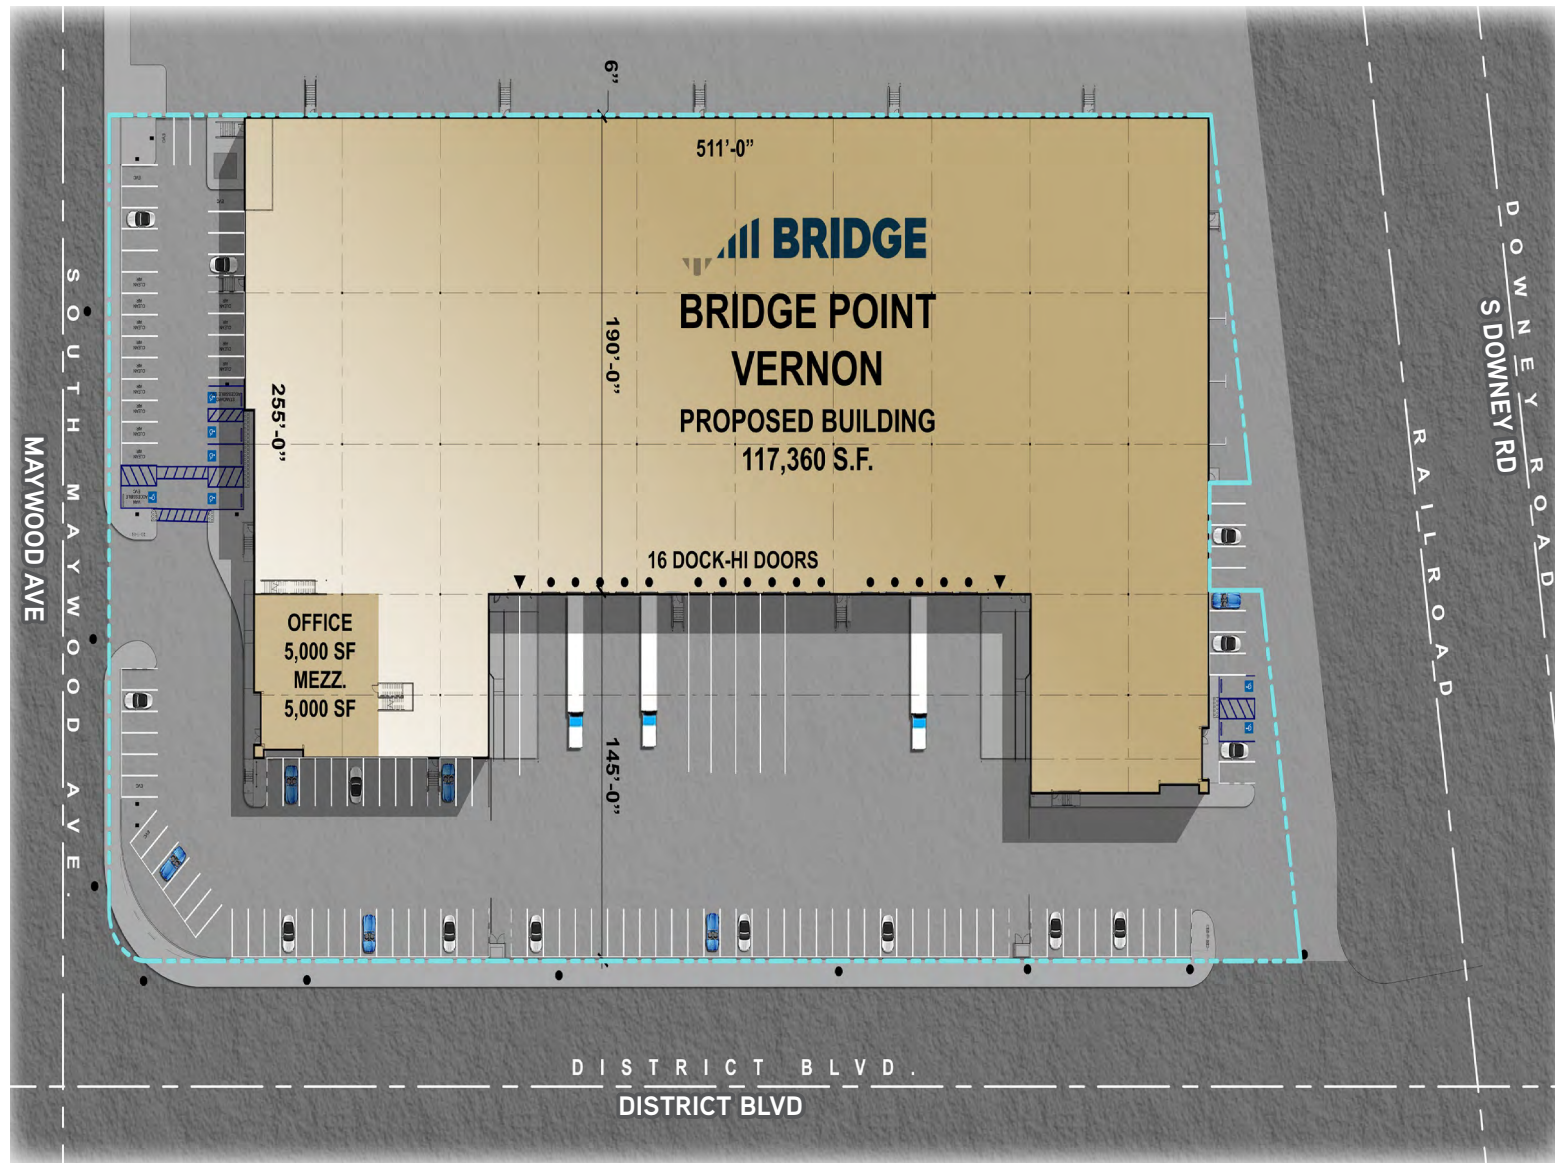 6"
511'-0"
BRIDGE
BRIDGE POINT
VERNON
PROPOSED BUILDING
117,360 S.F.
190'-0"
255'-0"
16 DOCK-HI DOORS
OFFICE
5,000 SF
MEZZ.
5,000 SF
145'-0"
SOUTH MAYWOOD AVE.
MAYWOOD AVE
DOWNEY ROAD
S DOWNEY RD
RAILROAD
DISTRICT BLVD.
DISTRICT BLVD